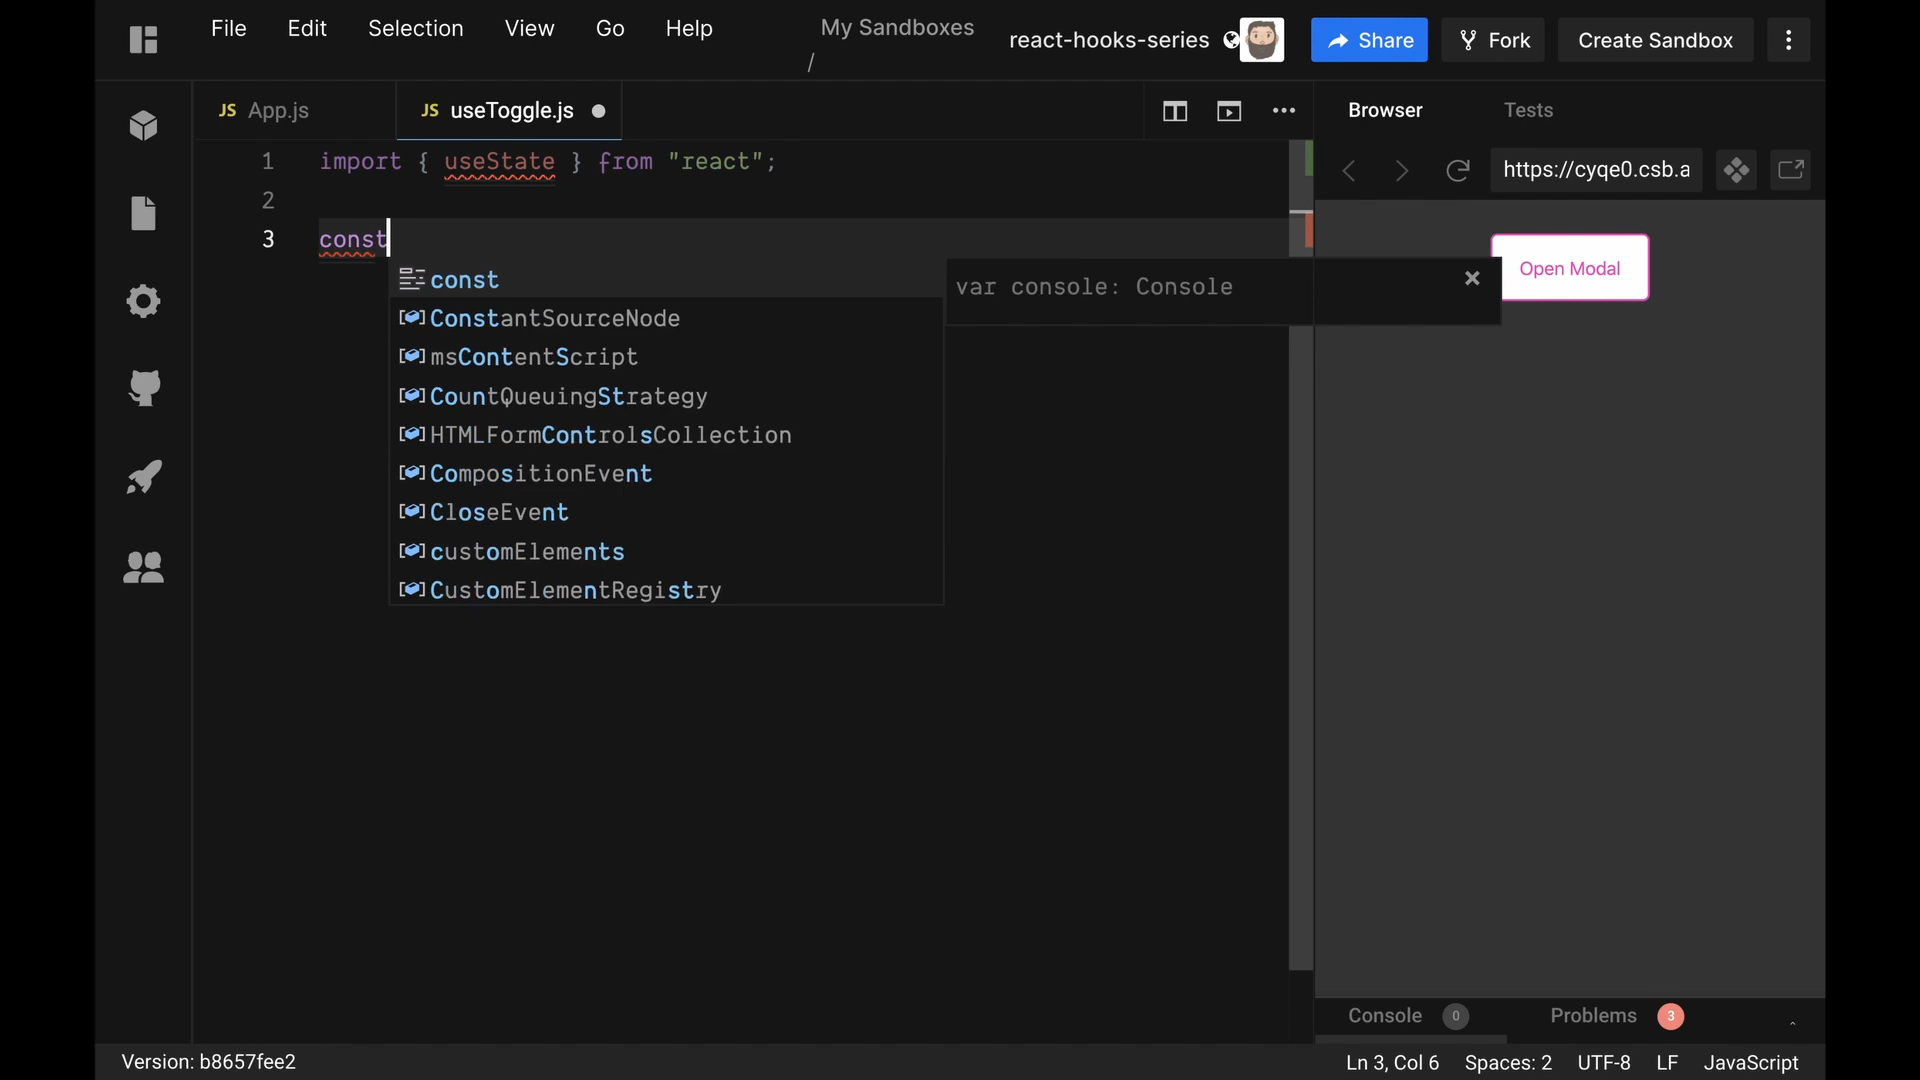 File Edit Selection View Go Help
My Sandboxes
/
react-hooks-series
Share
Fork
Create Sandbox
JS App.js
JS useToggle.js
Browser
Tests
1 import { useState } from "react";
2
3 const
const
ConstantSourceNode
msContentScript
CountQueuingStrategy
HTMLFormControlsCollection
CompositionEvent
CloseEvent
customElements
CustomElementRegistry
var console: Console
https://cyqe0.csb.a
Open Modal
Console 0
Problems 3
Version: b8657fee2
Ln 3, Col 6 Spaces: 2 UTF-8 LF JavaScript